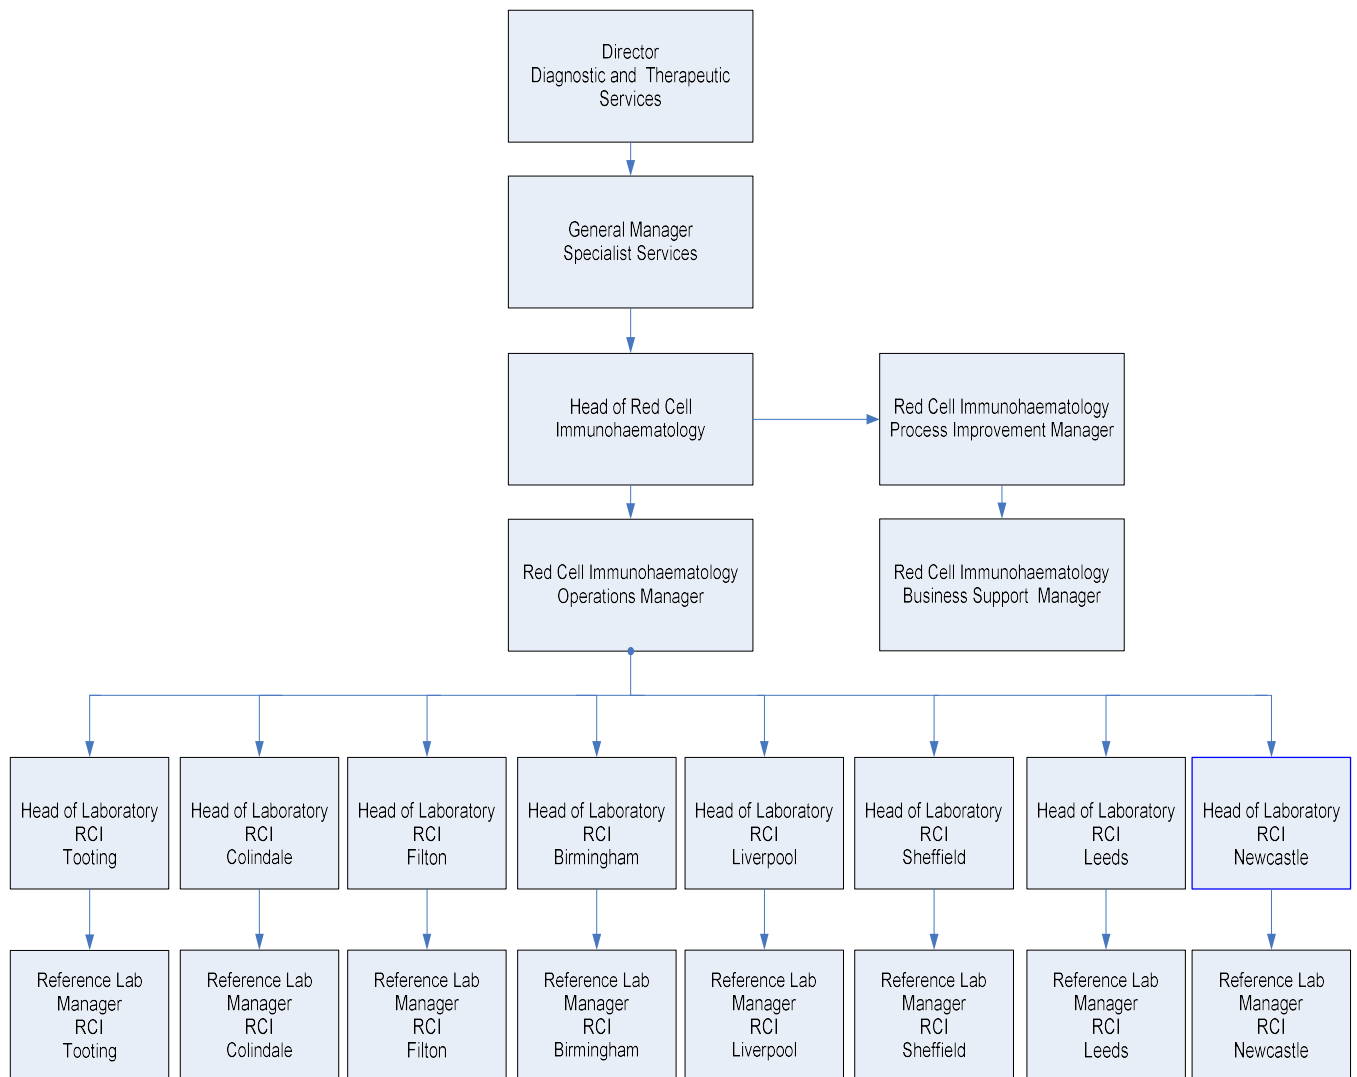 Director
Diagnostic and Therapeutic
Services
General Manager
Specialist Services
Head of Red Cell
Immunohaematology
Red Cell Immunohaematology
Process Improvement Manager
Red Cell Immunohaematology
Operations Manager
Red Cell Immunohaematology
Business Support Manager
Head of Laboratory
RCI
Tooting
Head of Laboratory
RCI
Colindale
Head of Laboratory
RCI
Filton
Head of Laboratory
RCI
Birmingham
Head of Laboratory
RCI
Liverpool
Head of Laboratory
RCI
Sheffield
Head of Laboratory
RCI
Leeds
Head of Laboratory
RCI
Newcastle
Reference Lab
Manager
RCI
Tooting
Reference Lab
Manager
RCI
Colindale
Reference Lab
Manager
RCI
Filton
Reference Lab
Manager
RCI
Birmingham
Reference Lab
Manager
RCI
Liverpool
Reference Lab
Manager
RCI
Sheffield
Reference Lab
Manager
RCI
Leeds
Reference Lab
Manager
RCI
Newcastle